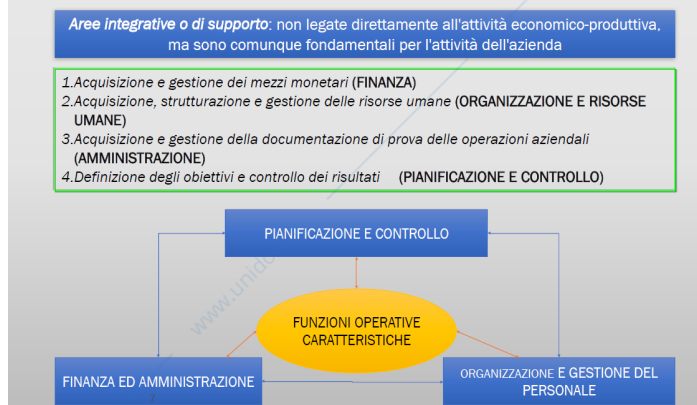 Aree integrative o di supporto: non legate direttamente all'attività economico-produttiva,
ma sono comunque fondamentali per l'attività dell'azienda
1.Acquisizione e gestione dei mezzi monetari (FINANZA)
2.Acquisizione, strutturazione e gestione delle risorse umane (ORGANIZZAZIONE E RISORSE
UMANE)
3.Acquisizione e gestione della documentazione di prova delle operazioni aziendali
(AMMINISTRAZIONE)
4.Definizione degli obiettivi e controllo dei risultati (PIANIFICAZIONE E CONTROLLO)
PIANIFICAZIONE E CONTROLLO
FUNZIONI OPERATIVE
CARATTERISTICHE
FINANZA ED AMMINISTRAZIONE
ORGANIZZAZIONE E GESTIONE DEL
PERSONALE